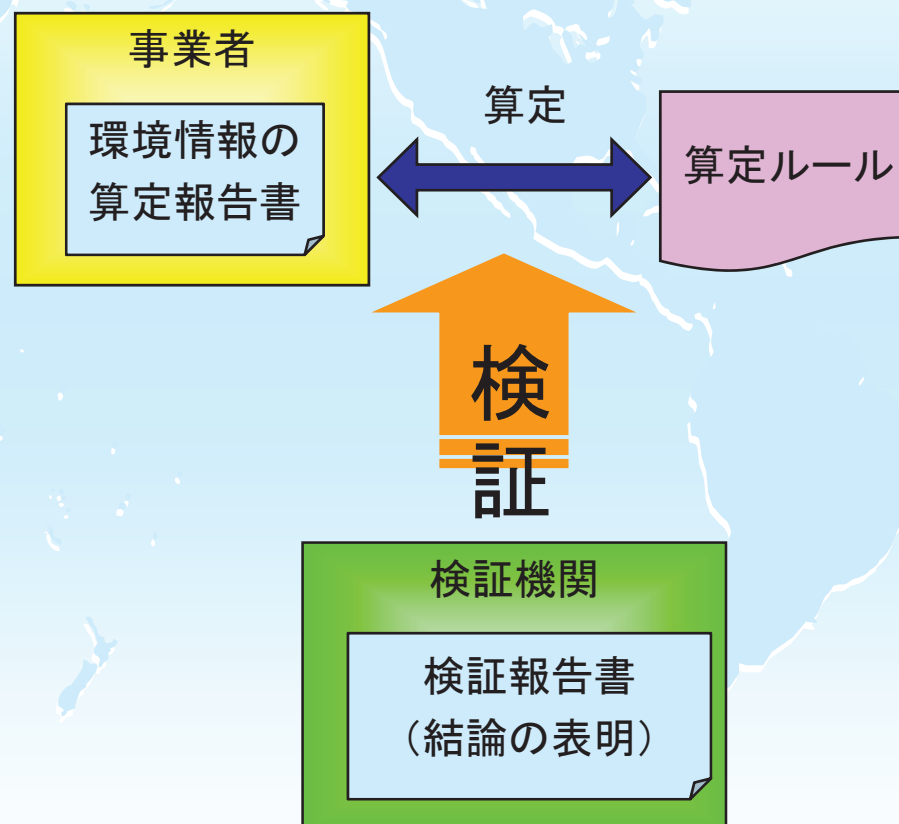 事業者
環境情報の
算定報告書
算定
算定ルール
検
証
検証機関
検証報告書
（結論の表明）